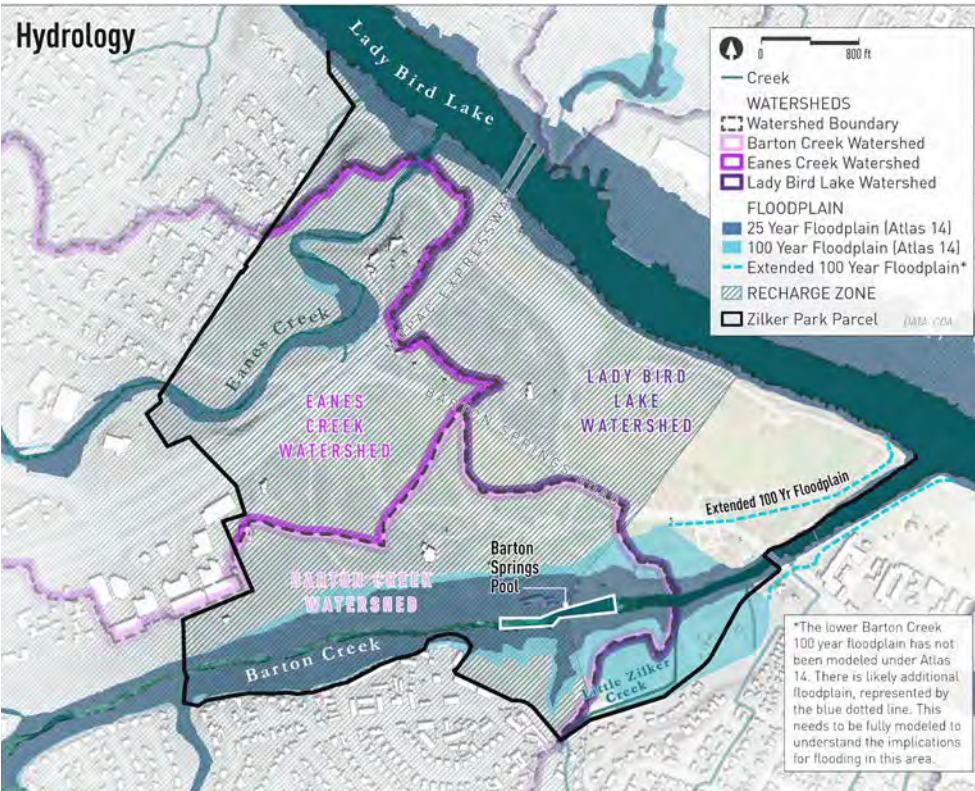 Hydrology
Lady Bird Lake
0 800 ft
Creek
WATERSHEDS
Watershed Boundary
Barton Creek Watershed
Eanes Creek Watershed
Lady Bird Lake Watershed
FLOODPLAIN
25 Year Floodplain (Atlas 14)
100 Year Floodplain (Atlas 14)
Extended 100 Year Floodplain*
RECHARGE ZONE
Zilker Park Parcel
DATA: COA
EXPRESSWAY
Eanes Creek
EANES
CREEK
WATERSHED
LADY BIRD
LAKE
WATERSHED
BARTON SPRINGS
Extended 100 Yr Floodplain
Barton
Springs
Pool
BARTON CREEK
WATERSHED
Barton Creek
Little Zilker
Creek
*The lower Barton Creek
100 year floodplain has not
been modeled under Atlas
14. There is likely additional
floodplain, represented by
the blue dotted line. This
needs to be fully modeled to
understand the implications
for flooding in this area.